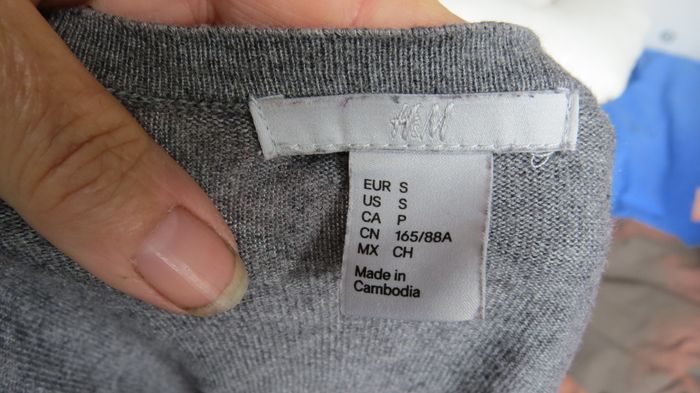 H&M
EUR S
US S
CA P
CN 165/88A
MX CH
Made in
Cambodia